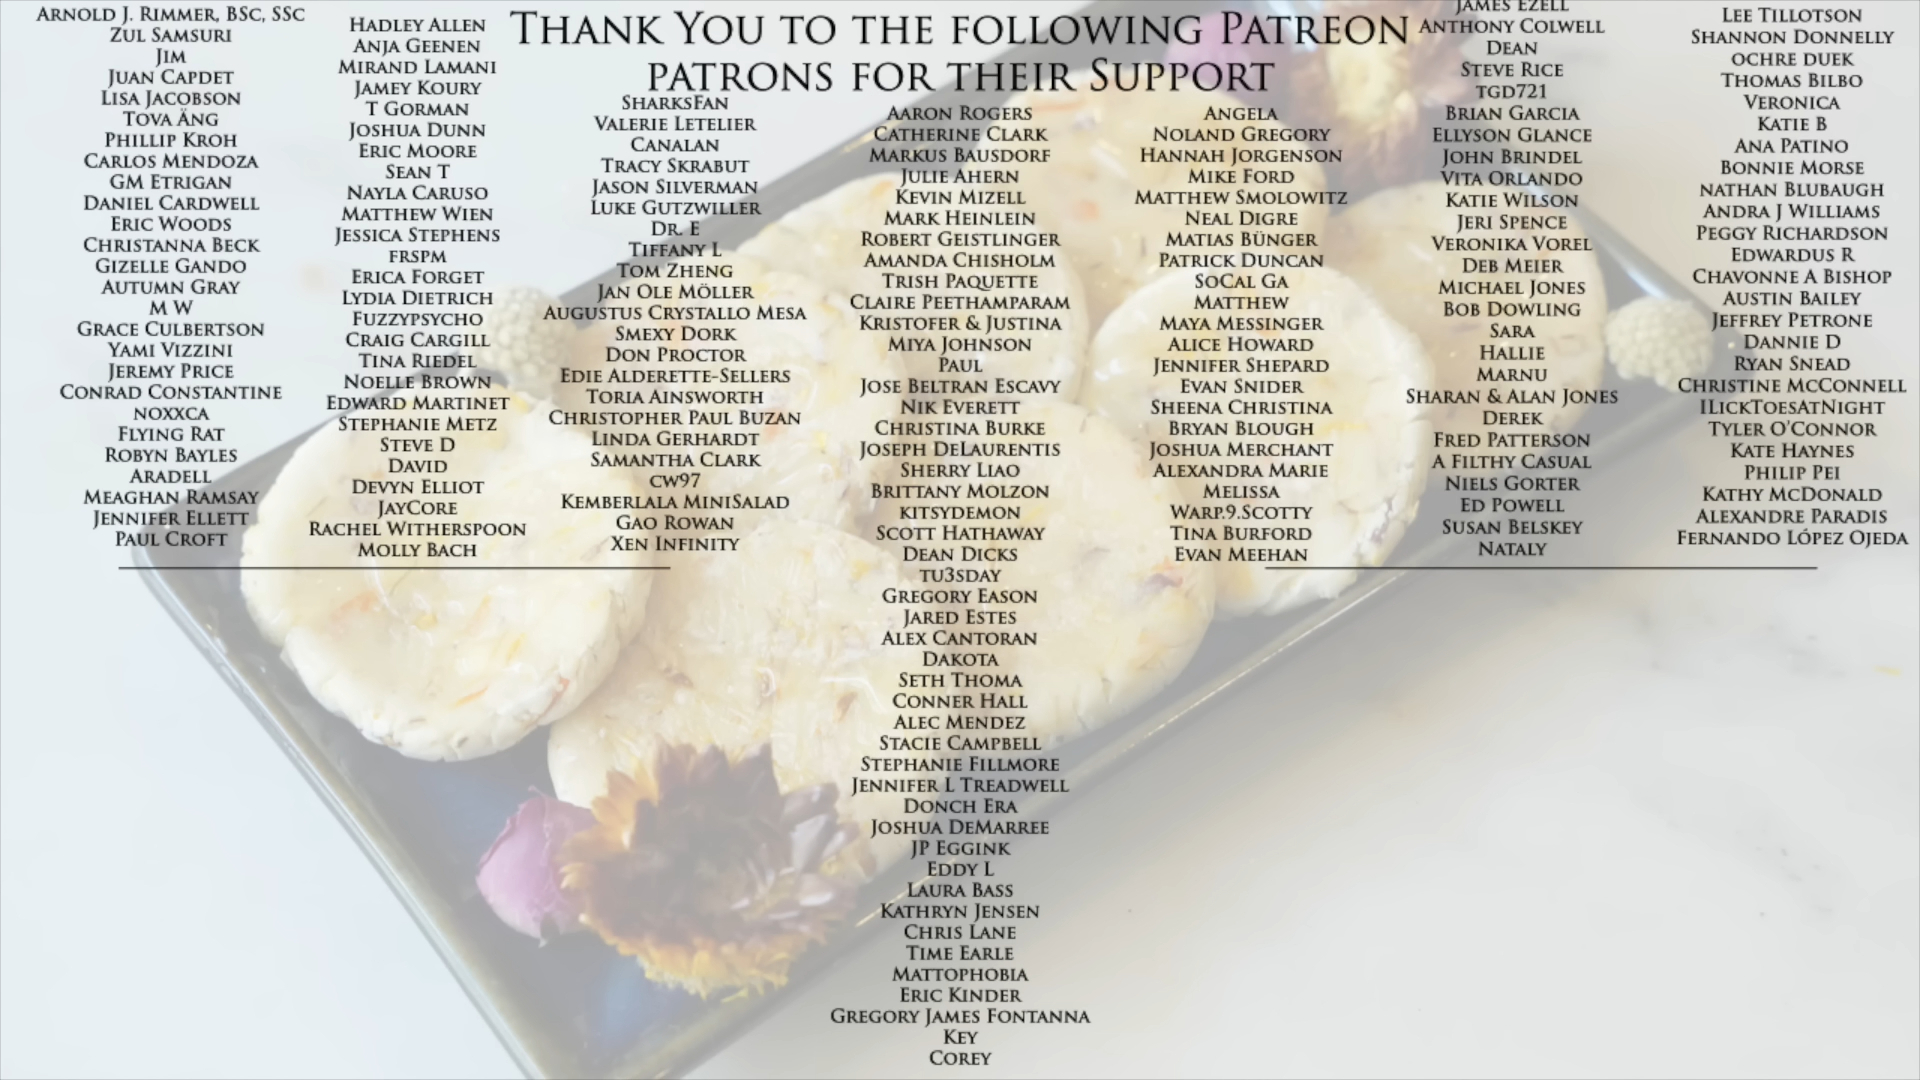 Thank You to the following Patreon
patrons for their Support
Arnold J. Rimmer, BSc, SSc
Zul Samsuri
Jim
Juan Capdet
Lisa Jacobson
Tova Äng
Phillip Kroh
Carlos Mendoza
GM Etrigan
Daniel Cardwell
Eric Woods
Christanna Beck
Gizelle Gando
Autumn Gray
M W
Grace Culbertson
Yami Vizzini
Jeremy Price
Conrad Constantine
noxxca
Flying Rat
Robyn Bayles
Aradell
Meaghan Ramsay
Jennifer Ellett
Paul Croft
Hadley Allen
Anja Geenen
Mirand Lamani
Jamey Koury
T Gorman
Joshua Dunn
Eric Moore
Sean T
Nayla Caruso
Matthew Wien
Jessica Stephens
frspm
Erica Forget
Lydia Dietrich
Fuzzypsycho
Craig Cargill
Tina Riedel
Noelle Brown
Edward Martinet
Stephanie Metz
Steve D
David
Devyn Elliot
JayCore
Rachel Witherspoon
Molly Bach
SharksFan
Valerie Letelier
Canalan
Tracy Skrabut
Jason Silverman
Luke Gutzwiller
Dr. E
Tiffany L
Tom Zheng
Jan Ole Möller
Augustus Crystallo Mesa
Smexy Dork
Don Proctor
Edie Alderette-Sellers
Toria Ainsworth
Christopher Paul Buzan
Linda Gerhardt
Samantha Clark
cw97
Kemberlala MiniSalad
Gao Rowan
Xen Infinity
Aaron Rogers
Catherine Clark
Markus Bausdorf
Julie Ahern
Kevin Mizell
Mark Heinlein
Robert Geistlinger
Amanda Chisholm
Trish Paquette
Claire Peethamparam
Kristofer & Justina
Miya Johnson
Paul
Jose Beltran Escavy
Nik Everett
Christina Burke
Joseph DeLaurentis
Sherry Liao
Brittany Molzon
kitsydemon
Scott Hathaway
Dean Dicks
tu3sday
Gregory Eason
Jared Estes
Alex Cantoran
Dakota
Seth Thoma
Conner Hall
Alec Mendez
Stacie Campbell
Stephanie Fillmore
Jennifer L Treadwell
Donch Era
Joshua DeMarree
JP Eggink
Eddy L
Laura Bass
Kathryn Jensen
Chris Lane
Time Earle
Mattophobia
Eric Kinder
Gregory James Fontanna
Key
Corey
Angela
Noland Gregory
Hannah Jorgenson
Mike Ford
Matthew Smolowitz
Neal Digre
Matias Bünger
Patrick Duncan
SoCal Ga
Matthew
Maya Messinger
Alice Howard
Jennifer Shepard
Evan Snider
Sheena Christina
Bryan Blough
Joshua Merchant
Alexandra Marie
Melissa
Warp.9.Scotty
Tina Burford
Evan Meehan
James Ezell
Anthony Colwell
Dean
Steve Rice
tgd721
Brian Garcia
Ellyson Glance
John Brindel
Vita Orlando
Katie Wilson
Jeri Spence
Veronika Vorel
Deb Meier
Michael Jones
Bob Dowling
Sara
Hallie
Marnu
Sharan & Alan Jones
Derek
Fred Patterson
A Filthy Casual
Niels Gorter
Ed Powell
Susan Belskey
Nataly
Lee Tillotson
Shannon Donnelly
ochre duek
Thomas Bilbo
Veronica
Katie B
Ana Patino
Bonnie Morse
nathan Blubaugh
Andra J Williams
Peggy Richardson
Edwardus R
Chavonne A Bishop
Austin Bailey
Jeffrey Petrone
Dannie D
Ryan Snead
Christine McConnell
ILickToesAtNight
Tyler O'Connor
Kate Haynes
Philip Pei
Kathy McDonald
Alexandre Paradis
Fernando López Ojeda